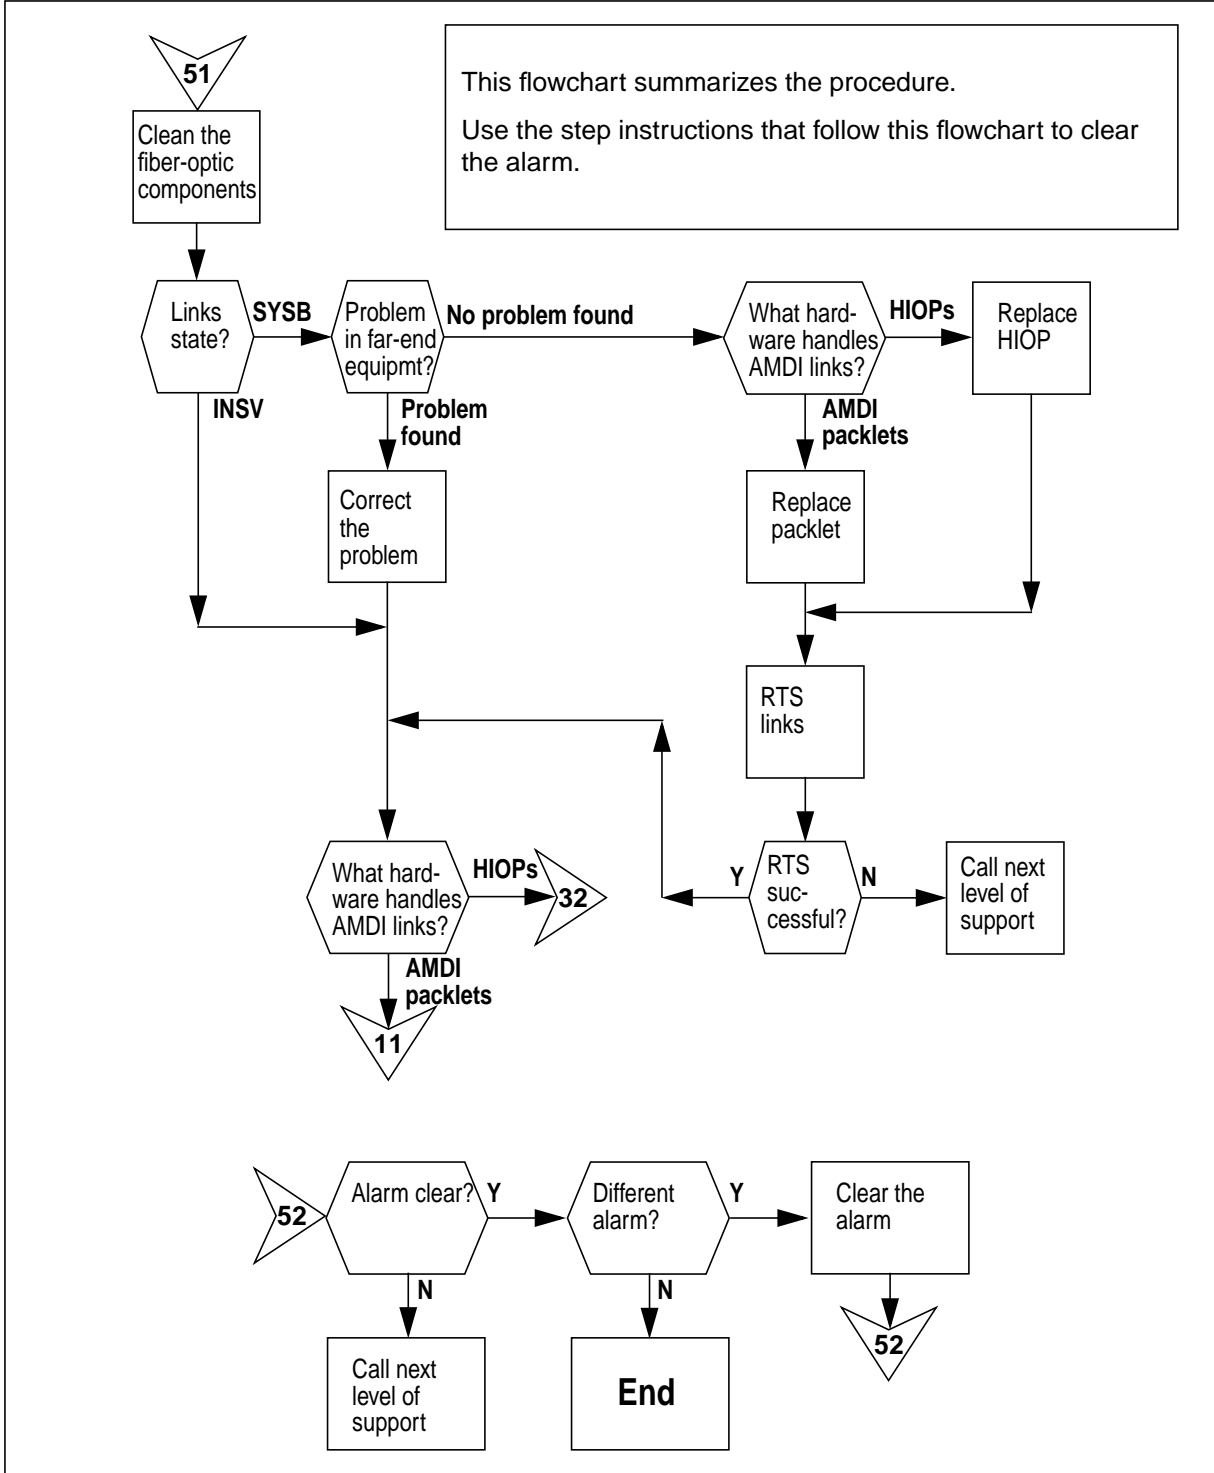 51
This flowchart summarizes the procedure.
Use the step instructions that follow this flowchart to clear
the alarm.
Clean the
fiber-optic
components
Links
state?
SYSB
Problem
in far-end
equipmt?
No problem found
What hard-
ware handles
AMDI links?
HIOPs
Replace
HIOP
INSV
Problem
found
AMDI
packlets
Correct
the
problem
Replace
packlet
RTS
links
What hard-
ware handles
AMDI links?
HIOPs
32
Y
RTS
suc-
cessful?
N
Call next
level of
support
AMDI
packlets
11
52
Alarm clear?
Y
Different
alarm?
Y
Clear the
alarm
N
N
52
Call next
level of
support
End